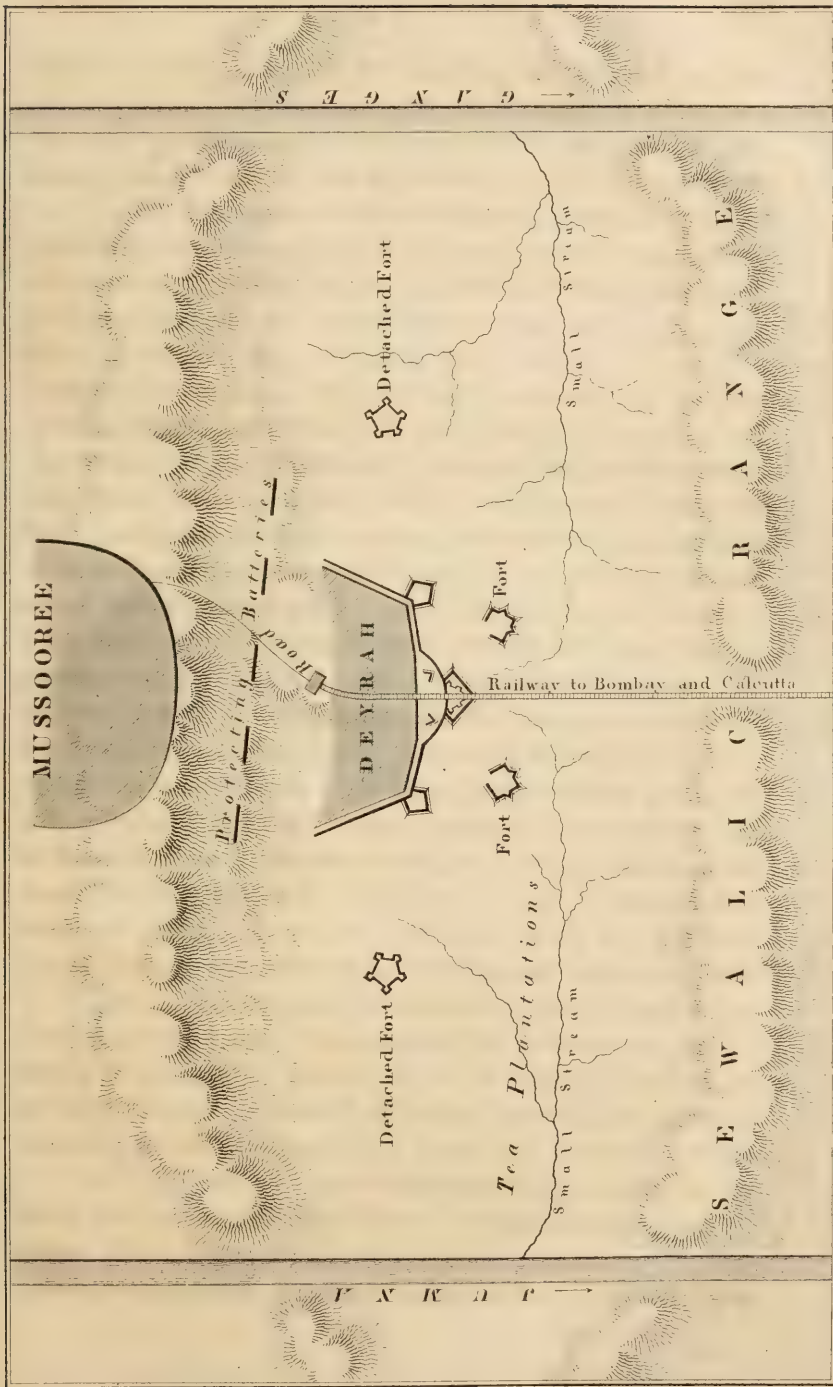 MUSSOOREE
Protecting Batteries
Road
DEYRAH
GANGES
JUMNA
Detached Fort
Detached Fort
Fort
Fort
Railway to Bombay and Calcutta
Tea Plantations
Small Stream
Small Stream
SEWALIC RANGE